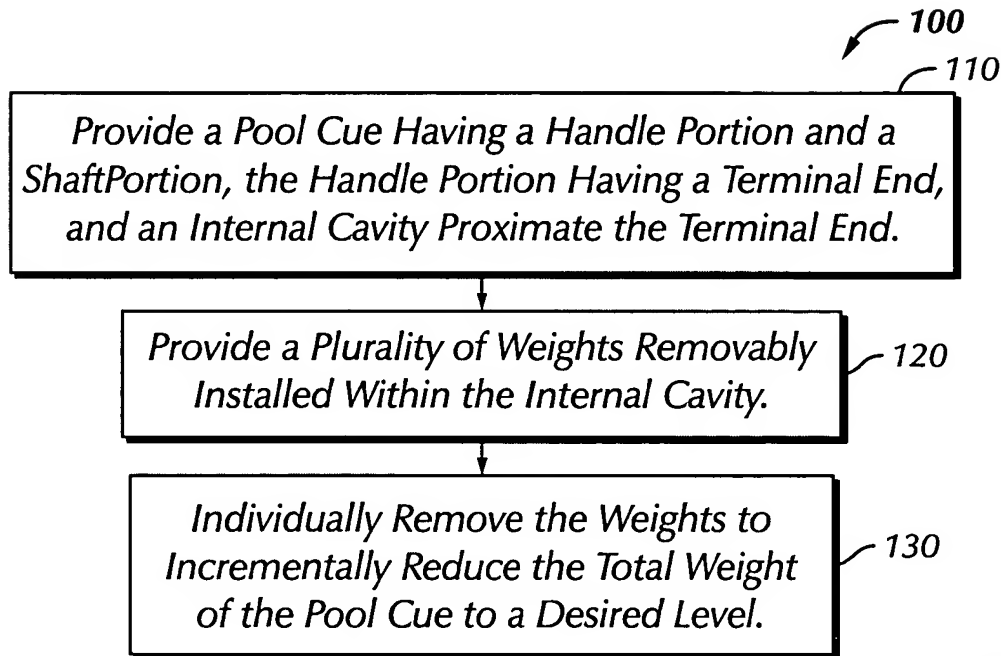 100
110
Provide a Pool Cue Having a Handle Portion and a
ShaftPortion, the Handle Portion Having a Terminal End,
and an Internal Cavity Proximate the Terminal End.
Provide a Plurality of Weights Removably
Installed Within the Internal Cavity.
120
Individually Remove the Weights to
Incrementally Reduce the Total Weight
of the Pool Cue to a Desired Level.
130